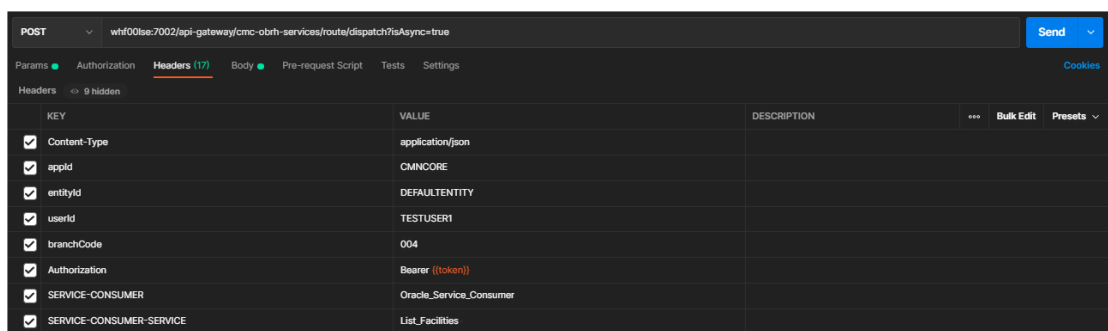 POST whf00lse:7002/api-gateway/cmc-obrh-services/route/dispatch?isAsync=true Send
Params Authorization Headers (17) Body Pre-request Script Tests Settings Cookies
Headers 9 hidden
KEY VALUE DESCRIPTION ooo Bulk Edit Presets
Content-Type application/json
appId CMNCORE
entityId DEFAULTENTITY
userId TESTUSER1
branchCode 004
Authorization Bearer {{token}}
SERVICE-CONSUMER Oracle_Service_Consumer
SERVICE-CONSUMER-SERVICE List_Facilities